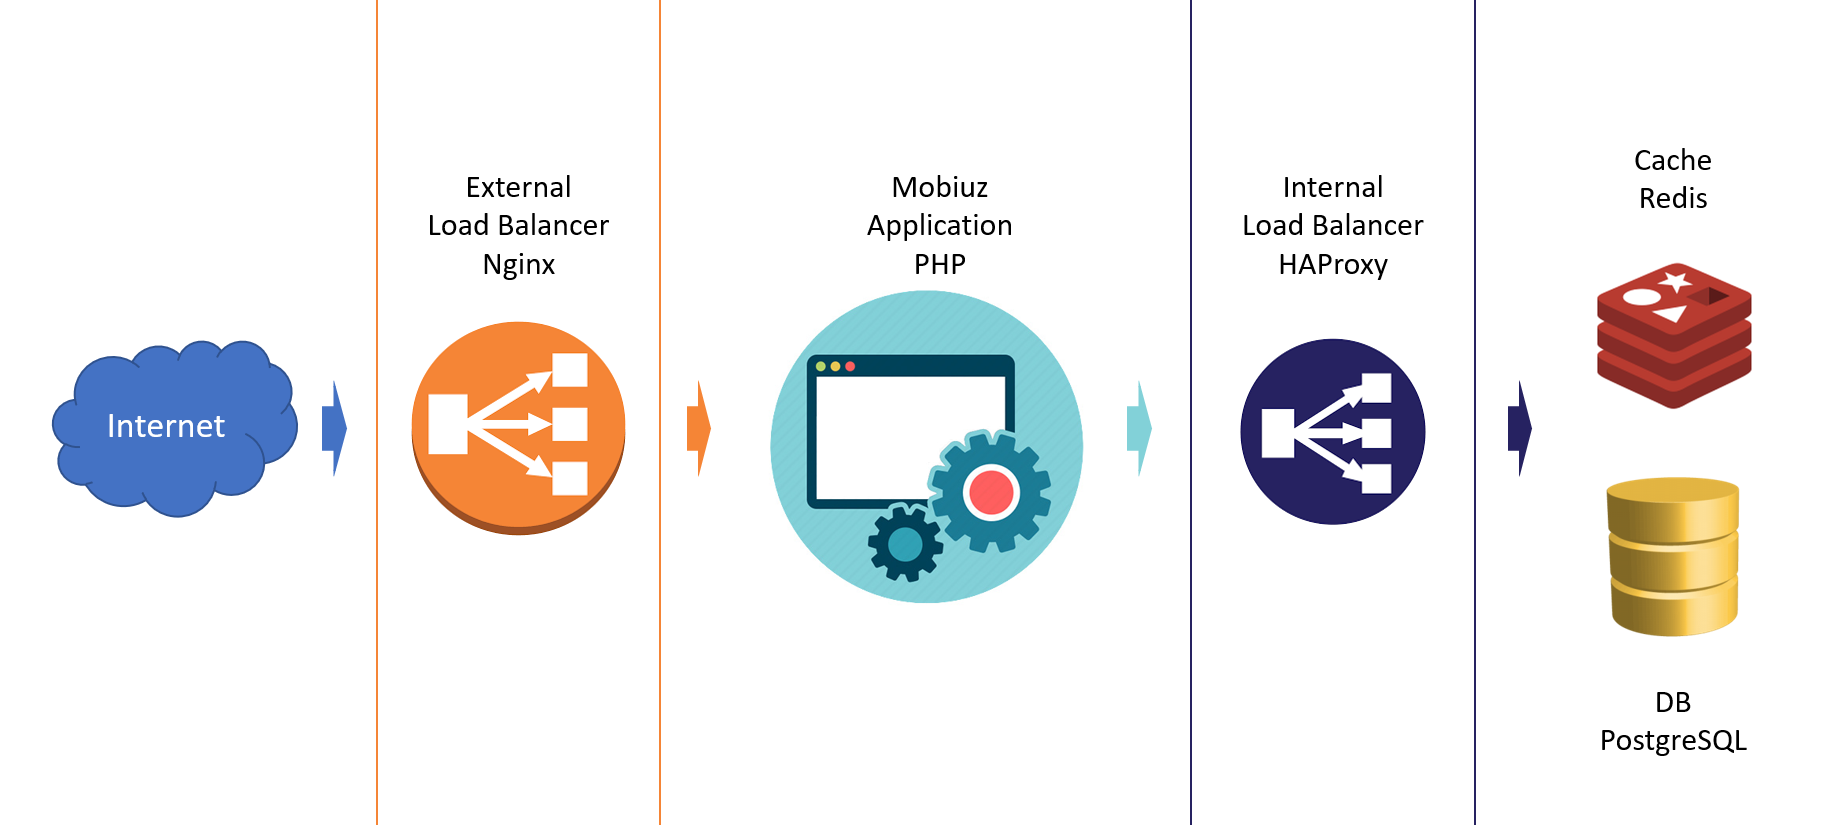 Internet
External
Load Balancer
Nginx
Mobiuz
Application
PHP
Internal
Load Balancer
HAProxy
Cache
Redis
DB
PostgreSQL